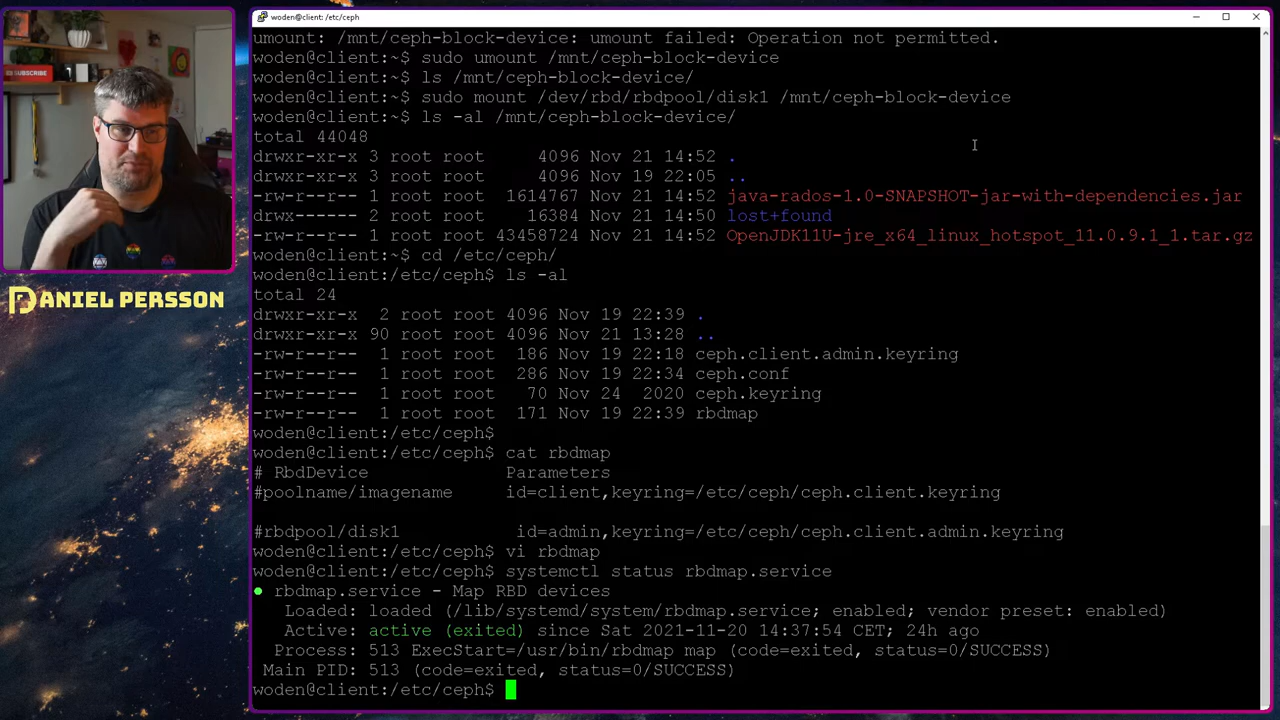 woden@client: /etc/ceph
umount: /mnt/ceph-block-device: umount failed: Operation not permitted.
woden@client:~$ sudo umount /mnt/ceph-block-device
woden@client:~$ ls /mnt/ceph-block-device/
woden@client:~$ sudo mount /dev/rbd/rbdpool/disk1 /mnt/ceph-block-device
woden@client:~$ ls -al /mnt/ceph-block-device/
total 44048
drwxr-xr-x 3 root root     4096 Nov 21 14:52 .
drwxr-xr-x 3 root root     4096 Nov 19 22:05 ..
-rw-r--r-- 1 root root  1614767 Nov 21 14:52 java-rados-1.0-SNAPSHOT-jar-with-dependencies.jar
drwx------ 2 root root    16384 Nov 21 14:50 lost+found
-rw-r--r-- 1 root root 43458724 Nov 21 14:52 OpenJDK11U-jre_x64_linux_hotspot_11.0.9.1_1.tar.gz
woden@client:~$ cd /etc/ceph/
woden@client:/etc/ceph$ ls -al
total 24
drwxr-xr-x  2 root root 4096 Nov 19 22:39 .
drwxr-xr-x 90 root root 4096 Nov 21 13:28 ..
-rw-r--r--  1 root root  186 Nov 19 22:18 ceph.client.admin.keyring
-rw-r--r--  1 root root  286 Nov 19 22:34 ceph.conf
-rw-r--r--  1 root root   70 Nov 24  2020 ceph.keyring
-rw-r--r--  1 root root  171 Nov 19 22:39 rbdmap
woden@client:/etc/ceph$
woden@client:/etc/ceph$ cat rbdmap
# RbdDevice             Parameters
#poolname/imagename     id=client,keyring=/etc/ceph/ceph.client.keyring
#rbdpool/disk1           id=admin,keyring=/etc/ceph/ceph.client.admin.keyring
woden@client:/etc/ceph$ vi rbdmap
woden@client:/etc/ceph$ systemctl status rbdmap.service
● rbdmap.service - Map RBD devices
   Loaded: loaded (/lib/systemd/system/rbdmap.service; enabled; vendor preset: enabled)
   Active: active (exited) since Sat 2021-11-20 14:37:54 CET; 24h ago
  Process: 513 ExecStart=/usr/bin/rbdmap map (code=exited, status=0/SUCCESS)
 Main PID: 513 (code=exited, status=0/SUCCESS)
woden@client:/etc/ceph$
SUBSCRIBE
DANIEL PERSSON